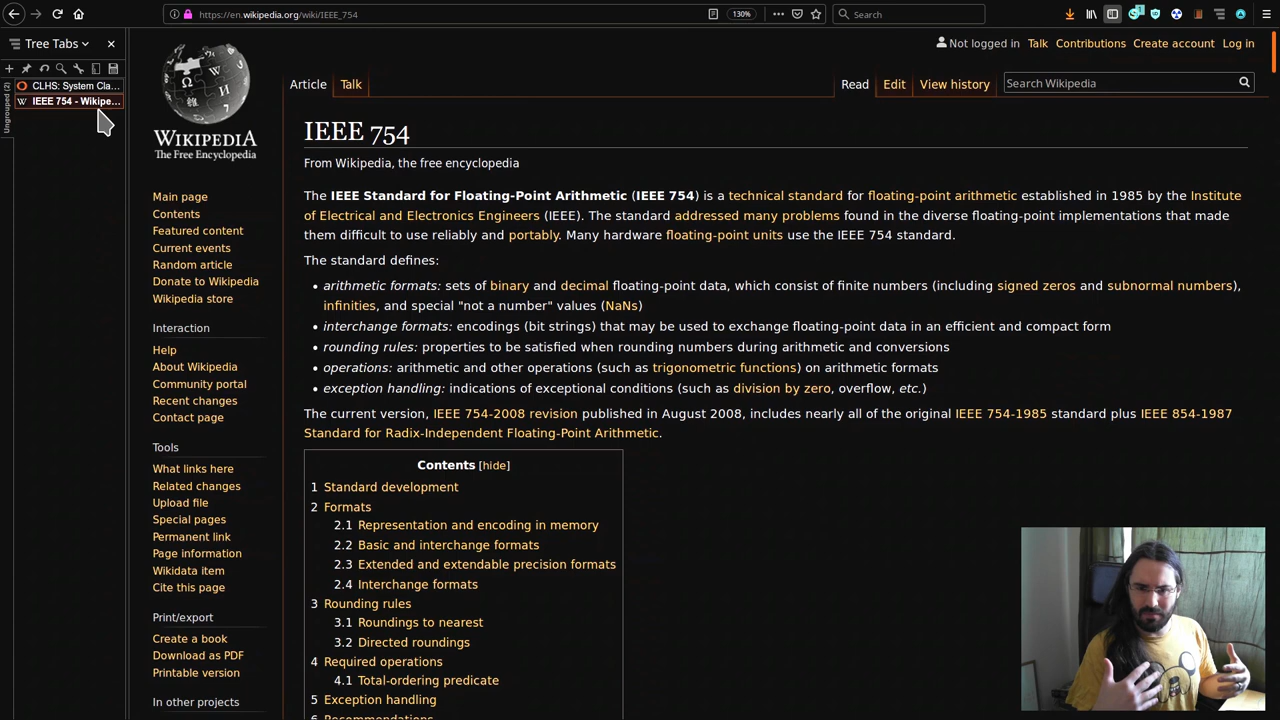 https://en.wikipedia.org/wiki/IEEE_754
130%
Search
Tree Tabs
CLHS: System Cla...
IEEE 754 - Wikipe...
Ungrouped (2)
WIKIPEDIA
The Free Encyclopedia
Main page
Contents
Featured content
Current events
Random article
Donate to Wikipedia
Wikipedia store
Interaction
Help
About Wikipedia
Community portal
Recent changes
Contact page
Tools
What links here
Related changes
Upload file
Special pages
Permanent link
Page information
Wikidata item
Cite this page
Print/export
Create a book
Download as PDF
Printable version
In other projects
Not logged in Talk Contributions Create account Log in
Article Talk Read Edit View history Search Wikipedia
IEEE 754
From Wikipedia, the free encyclopedia
The IEEE Standard for Floating-Point Arithmetic (IEEE 754) is a technical standard for floating-point arithmetic established in 1985 by the Institute
of Electrical and Electronics Engineers (IEEE). The standard addressed many problems found in the diverse floating-point implementations that made
them difficult to use reliably and portably. Many hardware floating-point units use the IEEE 754 standard.
The standard defines:
• arithmetic formats: sets of binary and decimal floating-point data, which consist of finite numbers (including signed zeros and subnormal numbers),
infinities, and special "not a number" values (NaNs)
• interchange formats: encodings (bit strings) that may be used to exchange floating-point data in an efficient and compact form
• rounding rules: properties to be satisfied when rounding numbers during arithmetic and conversions
• operations: arithmetic and other operations (such as trigonometric functions) on arithmetic formats
• exception handling: indications of exceptional conditions (such as division by zero, overflow, etc.)
The current version, IEEE 754-2008 revision published in August 2008, includes nearly all of the original IEEE 754-1985 standard plus IEEE 854-1987
Standard for Radix-Independent Floating-Point Arithmetic.
Contents [hide]
1 Standard development
2 Formats
2.1 Representation and encoding in memory
2.2 Basic and interchange formats
2.3 Extended and extendable precision formats
2.4 Interchange formats
3 Rounding rules
3.1 Roundings to nearest
3.2 Directed roundings
4 Required operations
4.1 Total-ordering predicate
5 Exception handling
6 Recommendations